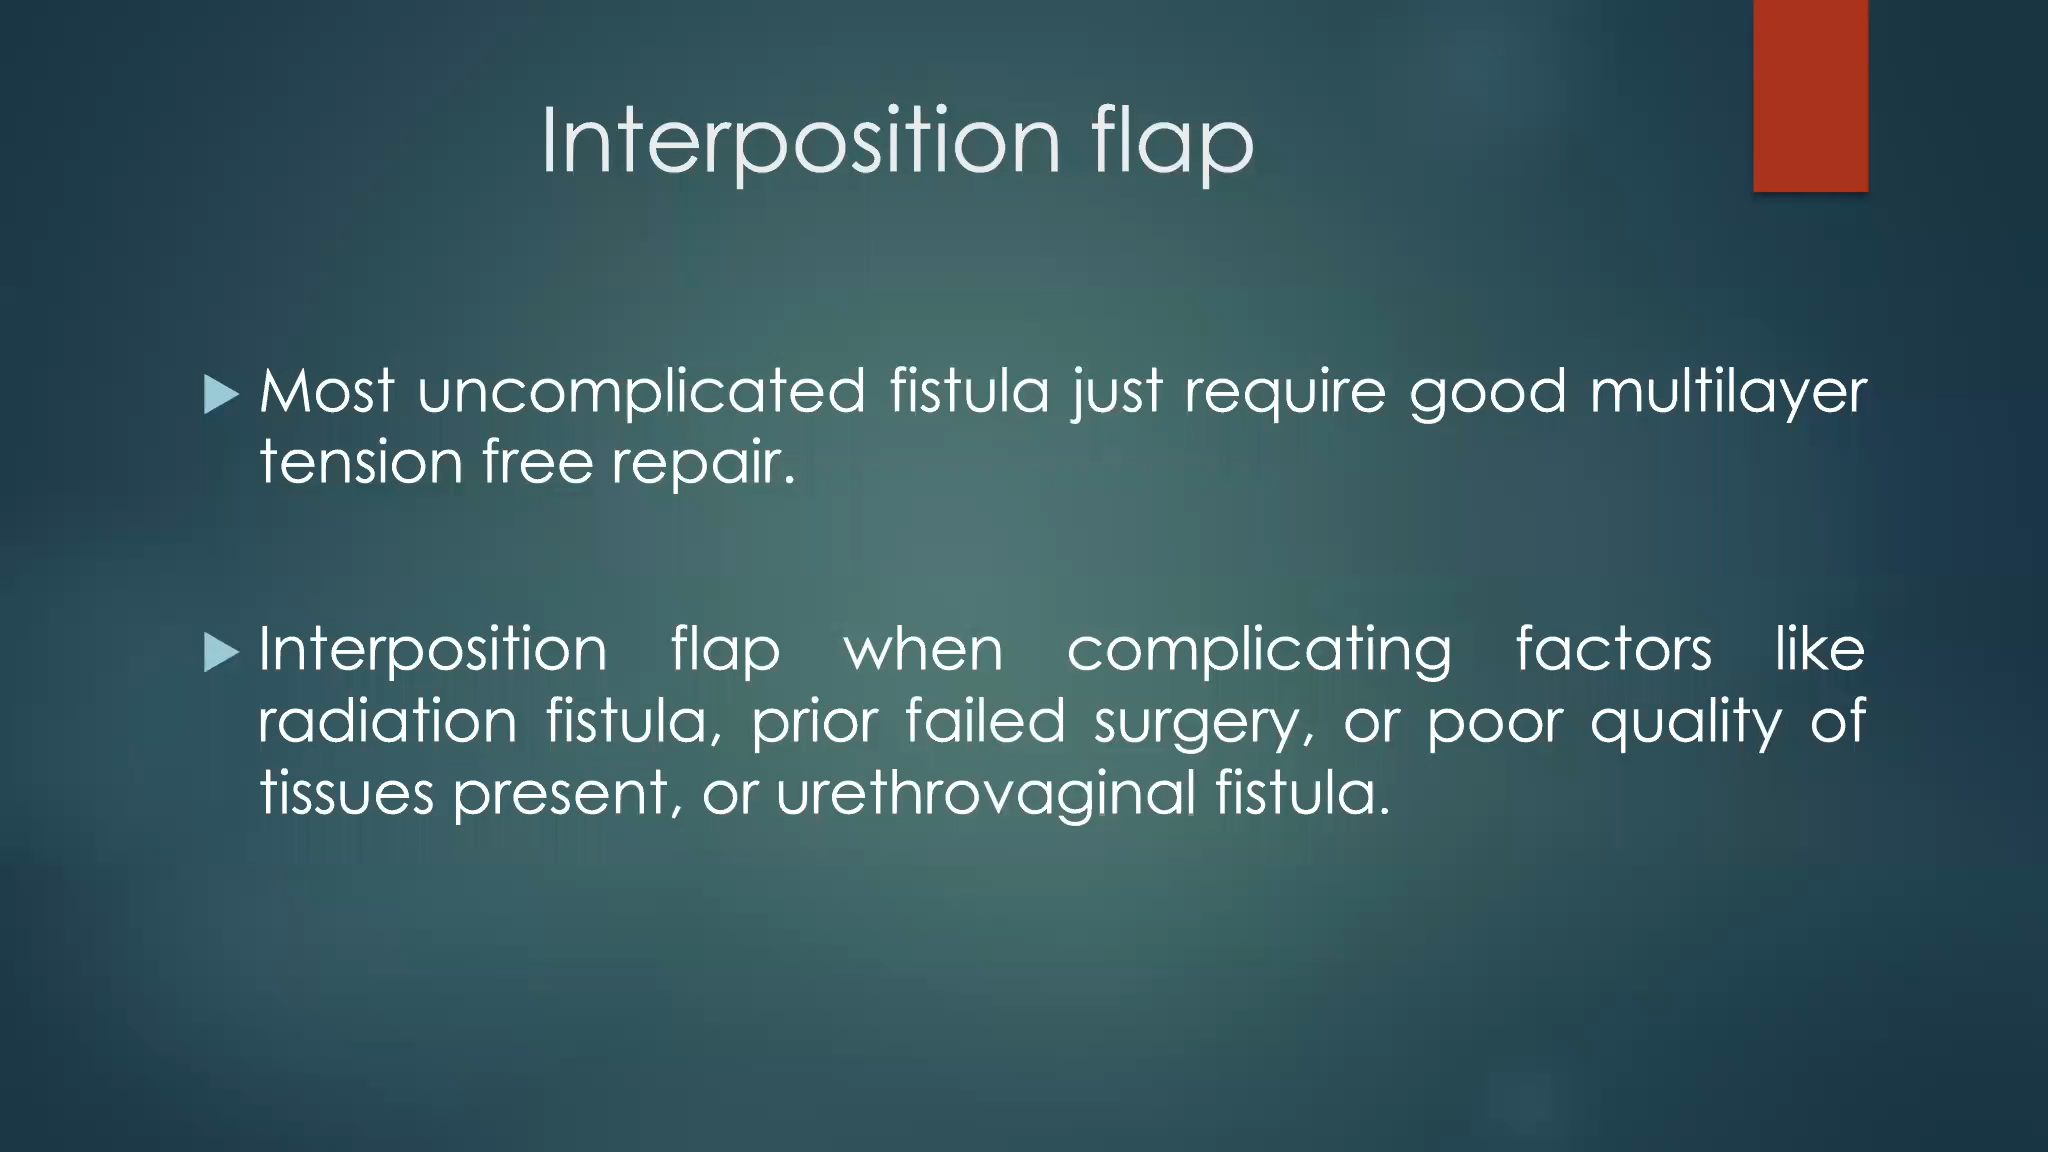 Interposition flap
Most uncomplicated fistula just require good multilayer
tension free repair.
Interposition flap when complicating factors like
radiation fistula, prior failed surgery, or poor quality of
tissues present, or urethrovaginal fistula.